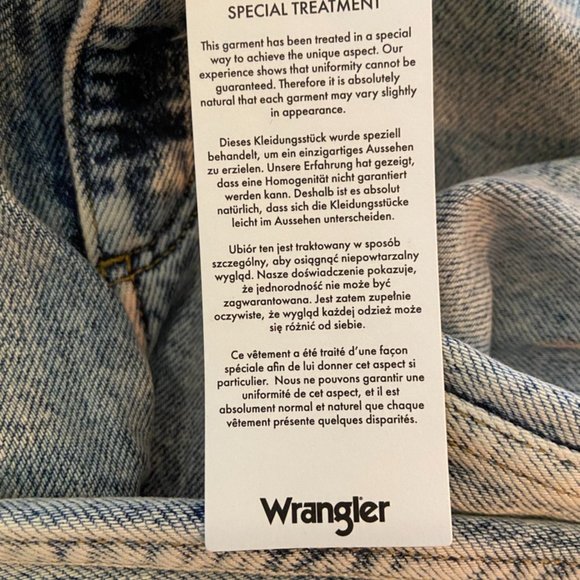 SPECIAL TREATMENT
This garment has been treated in a special
way to achieve the unique aspect. Our
experience shows that uniformity cannot be
guaranteed. Therefore it is absolutely
natural that each garment may vary slightly
in appearance.
Dieses Kleidungsstück wurde speziell
behandelt, um ein einzigartiges Aussehen
zu erzielen. Unsere Erfahrung hat gezeigt,
dass eine Homogenität nicht garantiert
werden kann. Deshalb ist es absolut
natürlich, dass sich die Kleidungsstücke
leicht im Aussehen unterscheiden.
Ubiór ten jest traktowany w sposób
szczególny, aby osiągnąć niepowtarzalny
wygląd. Nasze doświadczenie pokazuje,
że jednorodność nie może być
zagwarantowana. Jest zatem zupełnie
oczywiste, że wygląd każdej odzież może
się różnić od siebie.
Ce vêtement a été traité d'une façon
spéciale afin de lui donner cet aspect si
particulier. Nous ne pouvons garantir une
uniformité de cet aspect, et il est
absolument normal et naturel que chaque
vêtement présente quelques disparités.
Wrangler